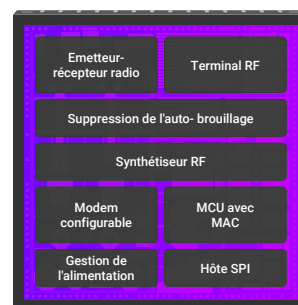 Emetteur-
récepteur radio
Terminal RF
Suppression de l'auto- brouillage
Synthétiseur RF
Modem
configurable
MCU avec
MAC
Gestion de
l'alimentation
Hôte SPI